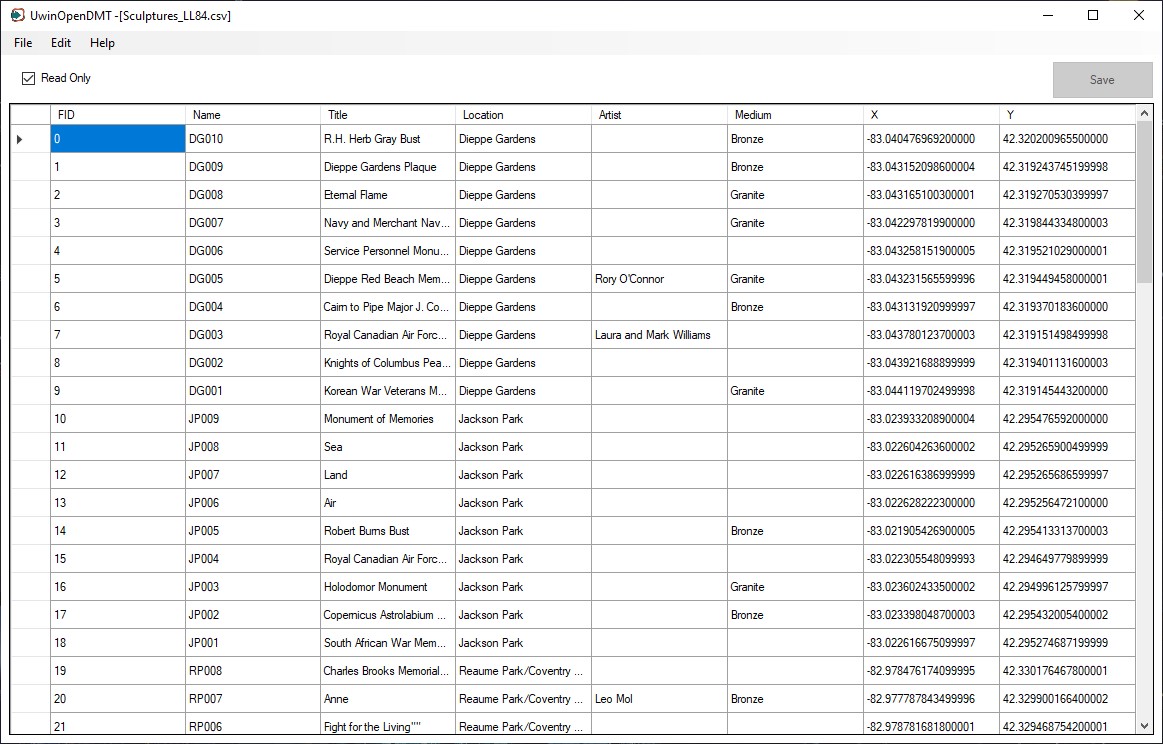 UwinOpenDMT -[Sculptures_LL84.csv]
File Edit Help
Read Only Save
FID Name Title Location Artist Medium X Y
0 DG010 R.H. Herb Gray Bust Dieppe Gardens Bronze -83.040476969200000 42.320200965500000
1 DG009 Dieppe Gardens Plaque Dieppe Gardens Bronze -83.043152098600004 42.319243745199998
2 DG008 Eternal Flame Dieppe Gardens Granite -83.043165100300001 42.319270530399997
3 DG007 Navy and Merchant Nav... Dieppe Gardens Granite -83.042297819900000 42.319844334800003
4 DG006 Service Personnel Monu... Dieppe Gardens -83.043258151900005 42.319521029000001
5 DG005 Dieppe Red Beach Mem... Dieppe Gardens Rory O'Connor Granite -83.043231565599996 42.319449458000001
6 DG004 Cairn to Pipe Major J. Co... Dieppe Gardens Bronze -83.043131920999997 42.319370183600000
7 DG003 Royal Canadian Air Forc... Dieppe Gardens Laura and Mark Williams -83.043780123700003 42.319151498499998
8 DG002 Knights of Columbus Pea... Dieppe Gardens -83.043921688899999 42.319401131600003
9 DG001 Korean War Veterans M... Dieppe Gardens Granite -83.044119702499998 42.319145443200000
10 JP009 Monument of Memories Jackson Park -83.023933208900004 42.295476592000000
11 JP008 Sea Jackson Park -83.022604263600002 42.295265900499999
12 JP007 Land Jackson Park -83.022616386999999 42.295265686599997
13 JP006 Air Jackson Park -83.022628222300000 42.295256472100000
14 JP005 Robert Burns Bust Jackson Park Bronze -83.021905426900005 42.295413313700003
15 JP004 Royal Canadian Air Forc... Jackson Park -83.022305548099993 42.294649779899999
16 JP003 Holodomor Monument Jackson Park Granite -83.023602433500002 42.294996125799997
17 JP002 Copernicus Astrolabium ... Jackson Park Bronze -83.023398048700003 42.295432005400002
18 JP001 South African War Mem... Jackson Park -83.022616675099997 42.295274687199999
19 RP008 Charles Brooks Memorial... Reaume Park/Coventry ... -82.978476174099995 42.330176467800001
20 RP007 Anne Reaume Park/Coventry ... Leo Mol Bronze -82.977787843499996 42.329900166400002
21 RP006 Fight for the Living"" Reaume Park/Coventry ... -82.978781681800001 42.329468754200001